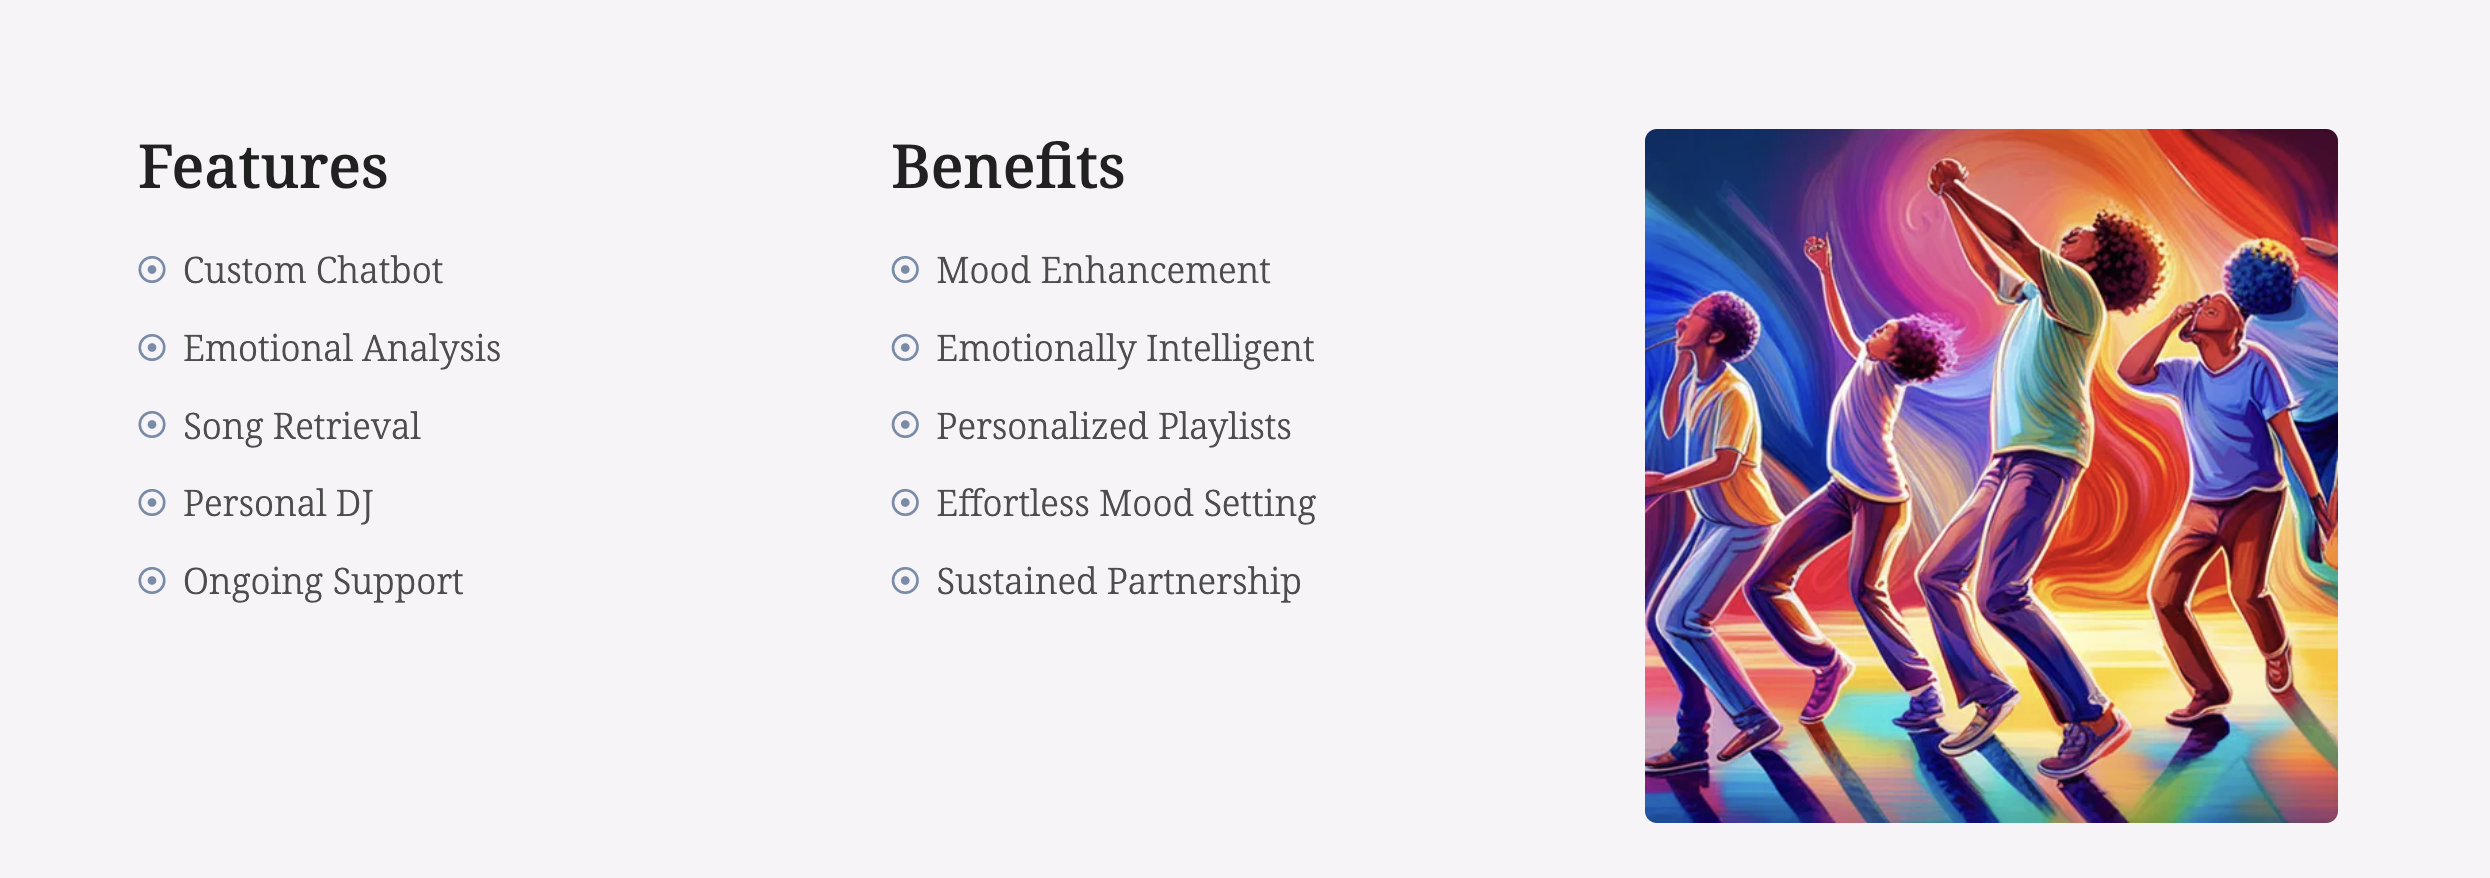 Features
Custom Chatbot
Emotional Analysis
Song Retrieval
Personal DJ
Ongoing Support
Benefits
Mood Enhancement
Emotionally Intelligent
Personalized Playlists
Effortless Mood Setting
Sustained Partnership